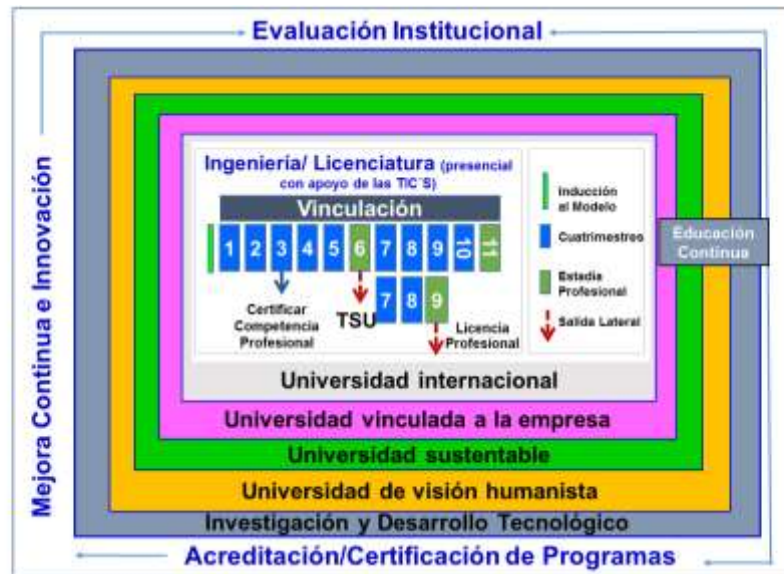 Evaluación Institucional
Mejora Continua e Innovación
Ingeniería/ Licenciatura (presencial
con apoyo de las TIC´S)
Vinculación
1 2 3 4 5 6 7 8 9 10 11
7 8 9
Certificar
Competencia
Profesional
TSU
Licencia
Profesional
Inducción
al Modelo
Cuatrimestres
Estadía
Profesional
Salida Lateral
Educación
Continua
Universidad internacional
Universidad vinculada a la empresa
Universidad sustentable
Universidad de visión humanista
Investigación y Desarrollo Tecnológico
Acreditación/Certificación de Programas